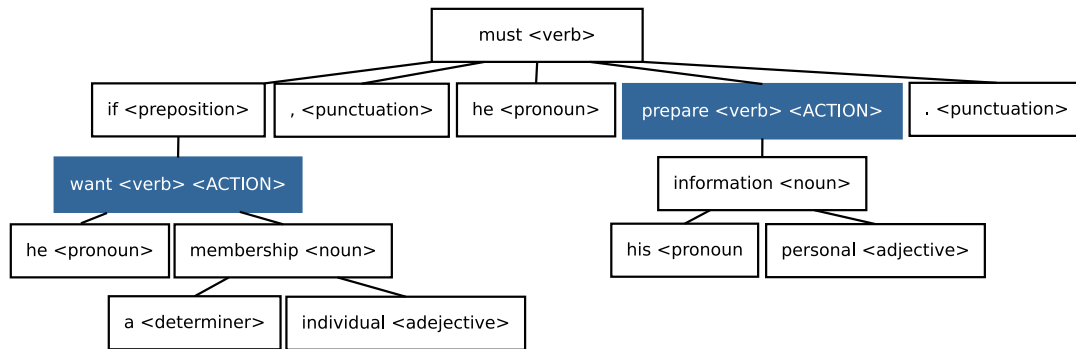 must <verb>
if <preposition>
, <punctuation>
he <pronoun>
prepare <verb> <ACTION>
. <punctuation>
want <verb> <ACTION>
information <noun>
he <pronoun>
membership <noun>
his <pronoun
personal <adjective>
a <determiner>
individual <adejective>